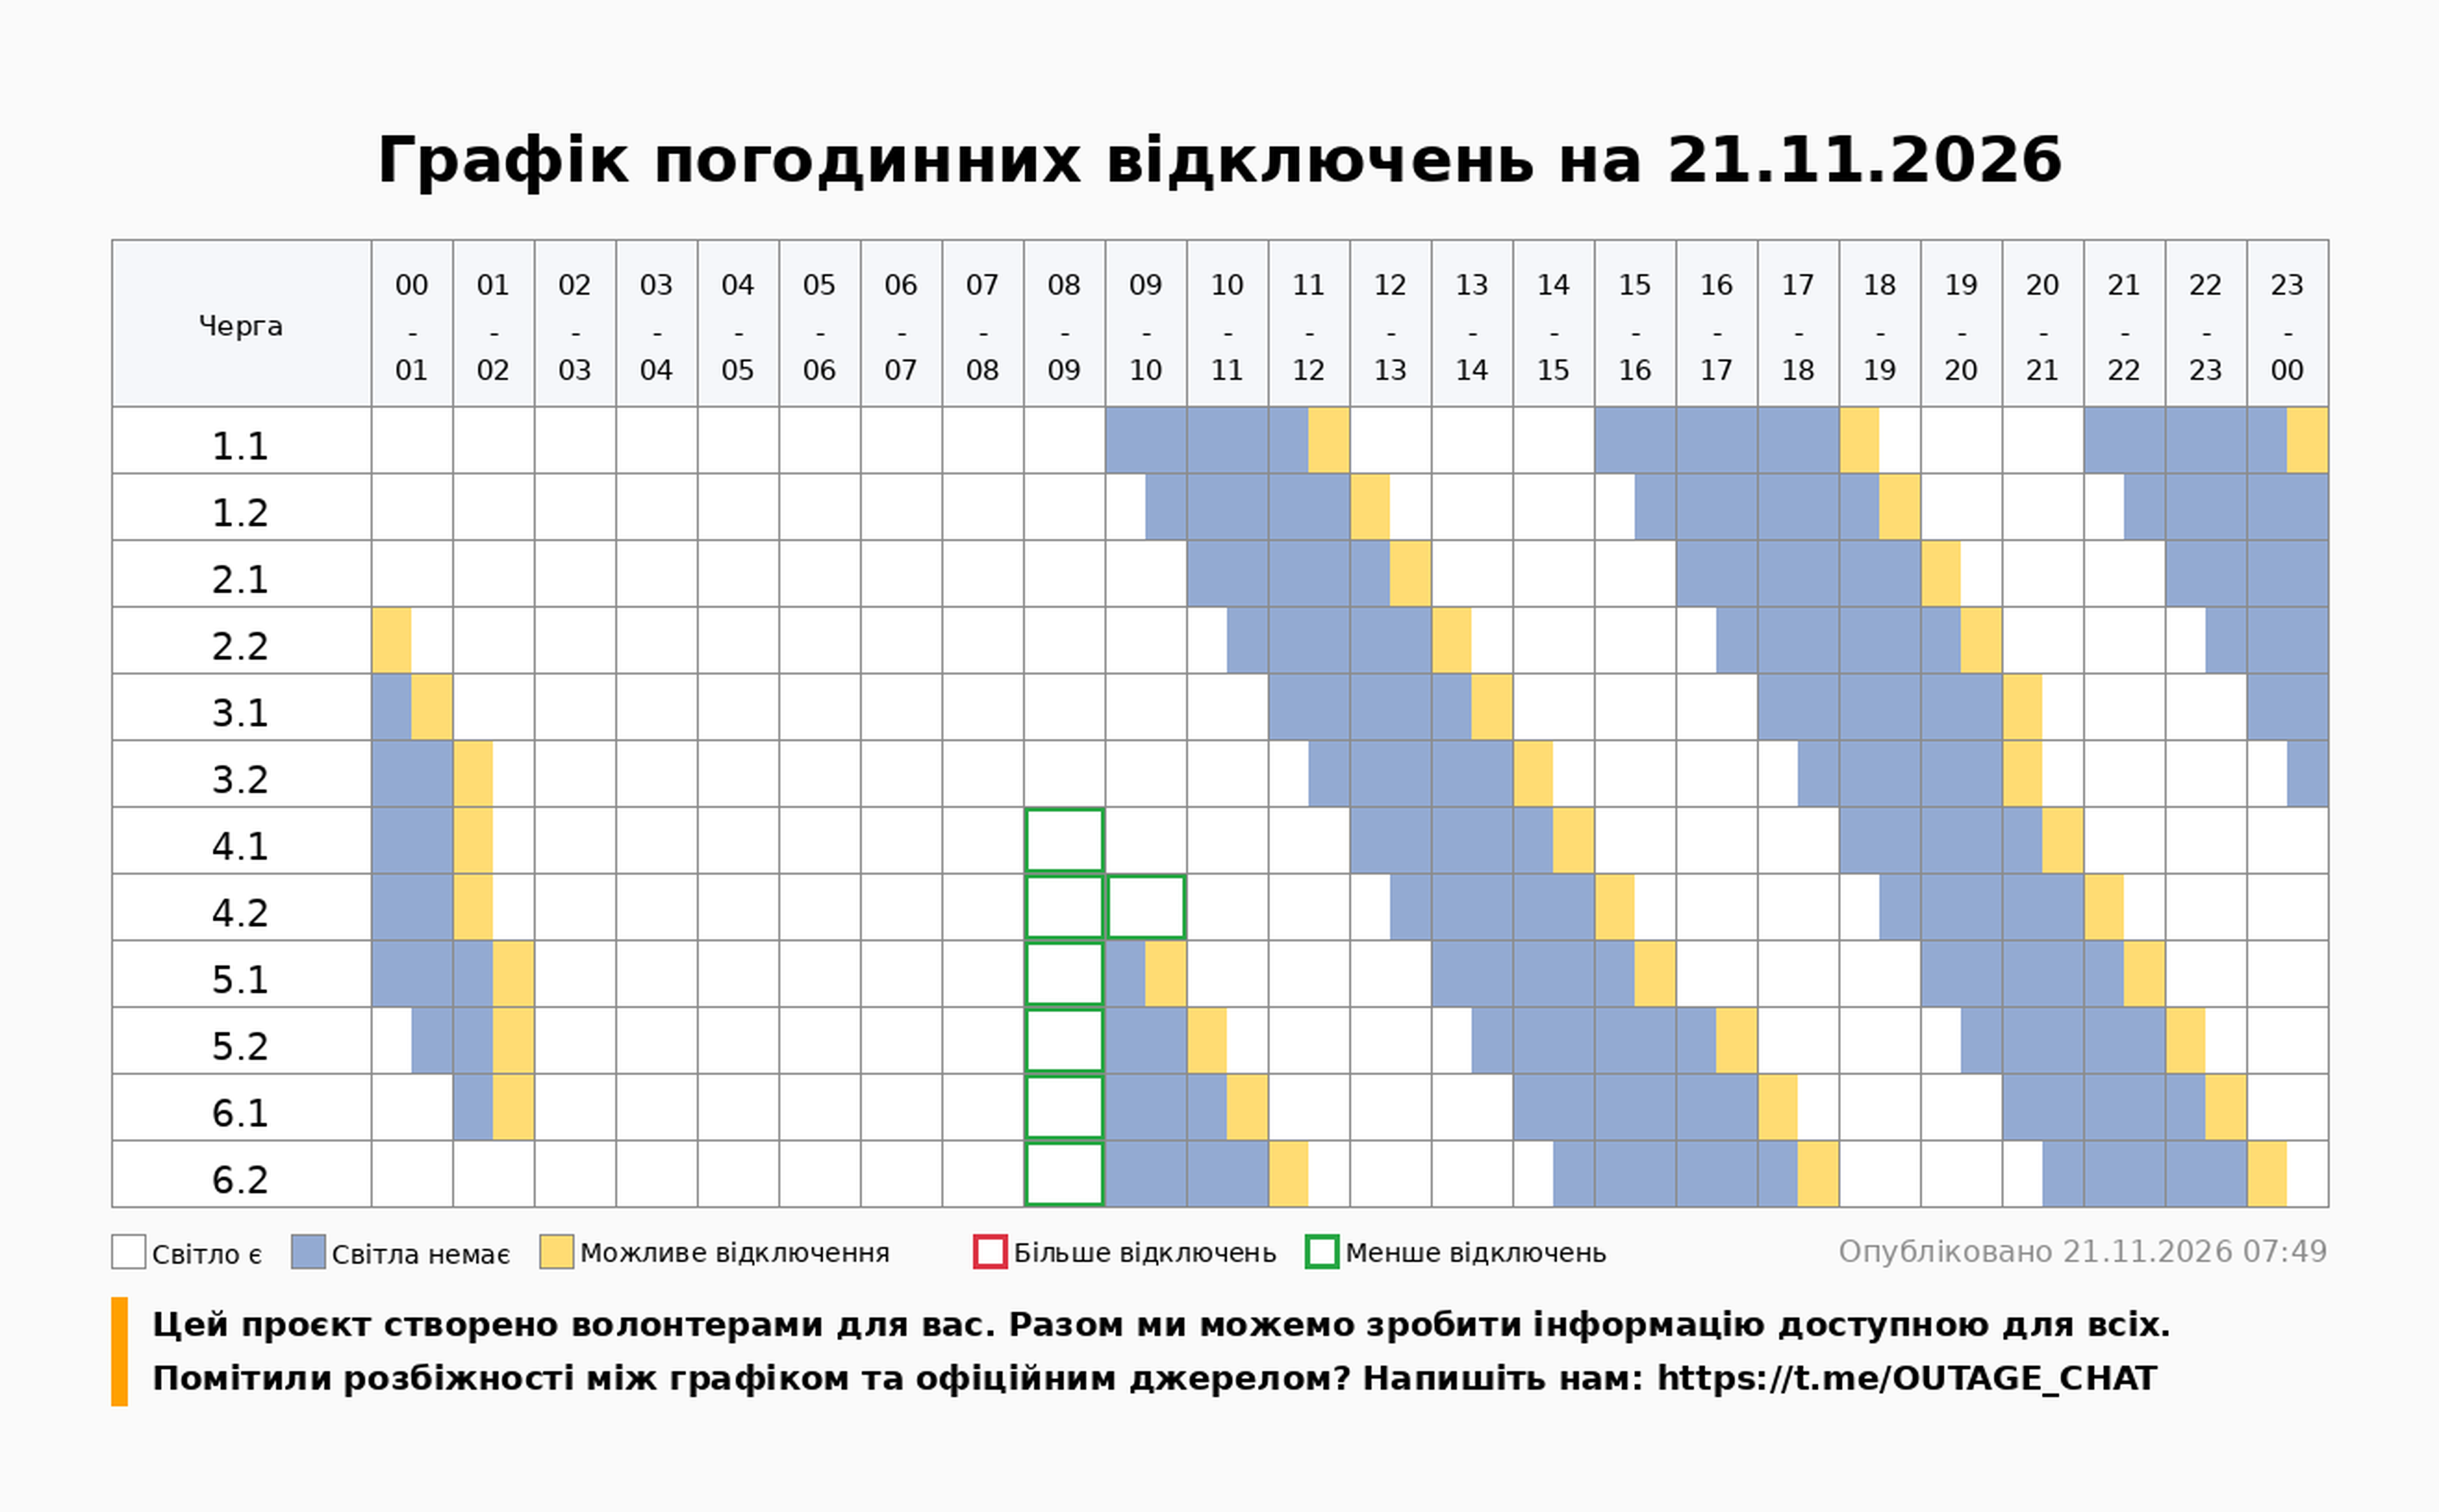 Графік погодинних відключень на 21.11.2026
Черга
00 - 01
01 - 02
02 - 03
03 - 04
04 - 05
05 - 06
06 - 07
07 - 08
08 - 09
09 - 10
10 - 11
11 - 12
12 - 13
13 - 14
14 - 15
15 - 16
16 - 17
17 - 18
18 - 19
19 - 20
20 - 21
21 - 22
22 - 23
23 - 00
1.1
1.2
2.1
2.2
3.1
3.2
4.1
4.2
5.1
5.2
6.1
6.2
Світло є Світла немає Можливе відключення Більше відключень Менше відключень Опубліковано 21.11.2026 07:49
Цей проєкт створено волонтерами для вас. Разом ми можемо зробити інформацію доступною для всіх.
Помітили розбіжності між графіком та офіційним джерелом? Напишіть нам: https://t.me/OUTAGE_CHAT